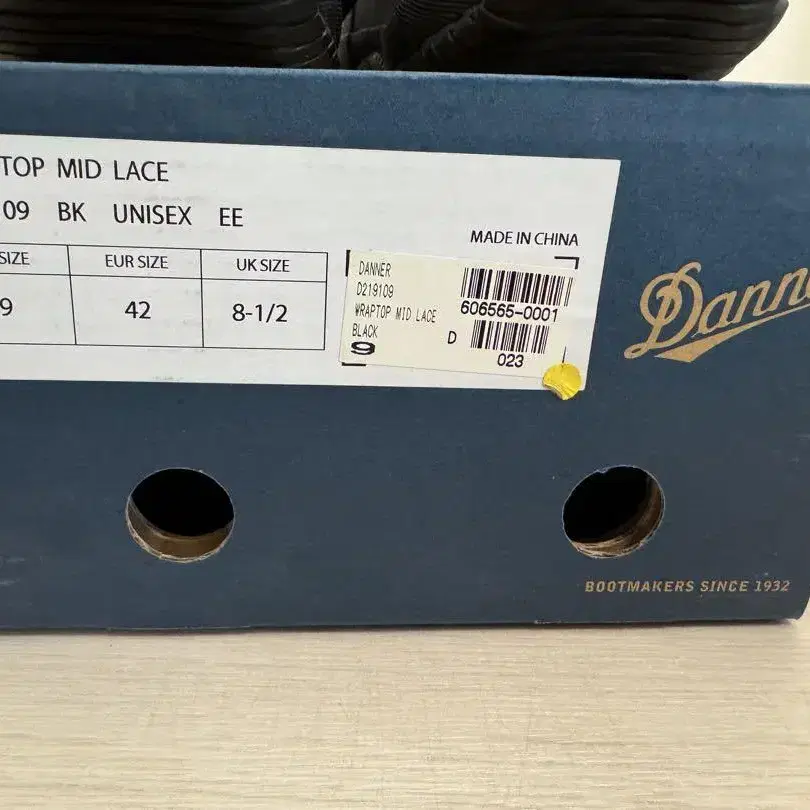 TOP MID LACE
09 BK UNISEX EE
MADE IN CHINA
SIZE EUR SIZE UK SIZE
9 42 8-1/2
DANNER
D219109
WRAPTOP MID LACE
BLACK
9
606565-0001
D
023
Danne
BOOTMAKERS SINCE 1932